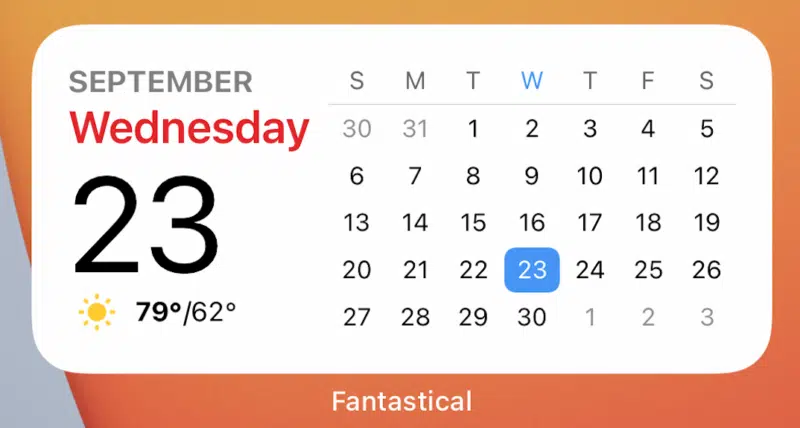 SEPTEMBER
Wednesday
23
79°/62°
S M T W T F S
30 31 1 2 3 4 5
6 7 8 9 10 11 12
13 14 15 16 17 18 19
20 21 22 23 24 25 26
27 28 29 30 1 2 3
Fantastical